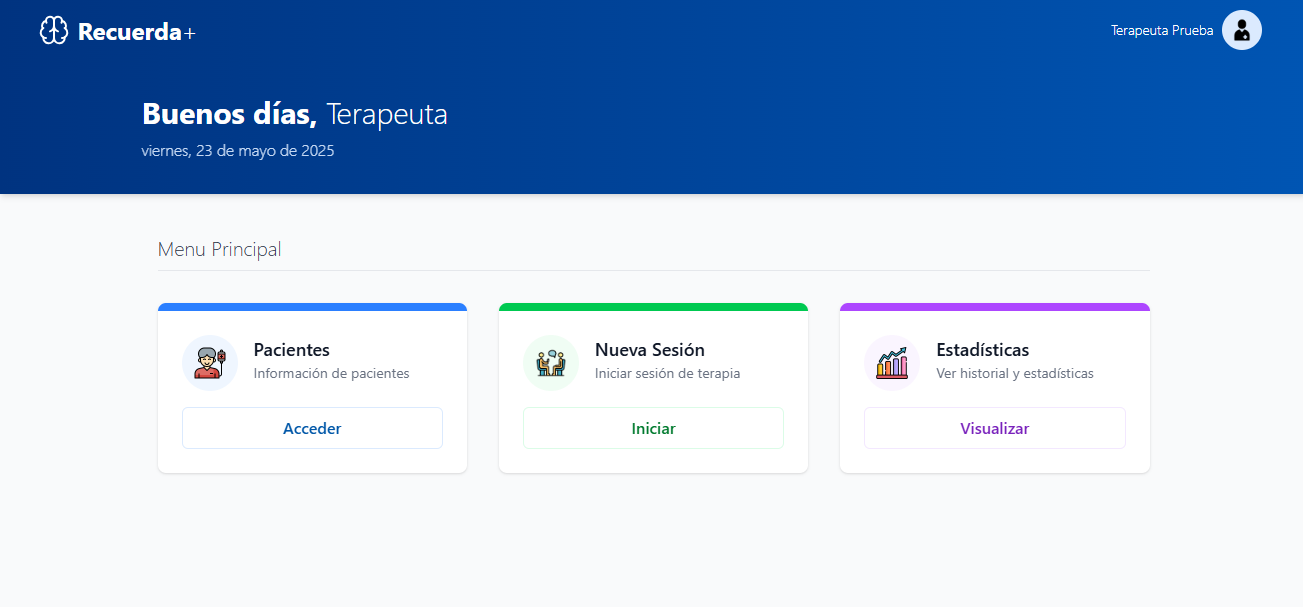 Recuerda+
Terapeuta Prueba
Buenos días, Terapeuta
viernes, 23 de mayo de 2025
Menu Principal
Pacientes
Información de pacientes
Acceder
Nueva Sesión
Iniciar sesión de terapia
Iniciar
Estadísticas
Ver historial y estadísticas
Visualizar